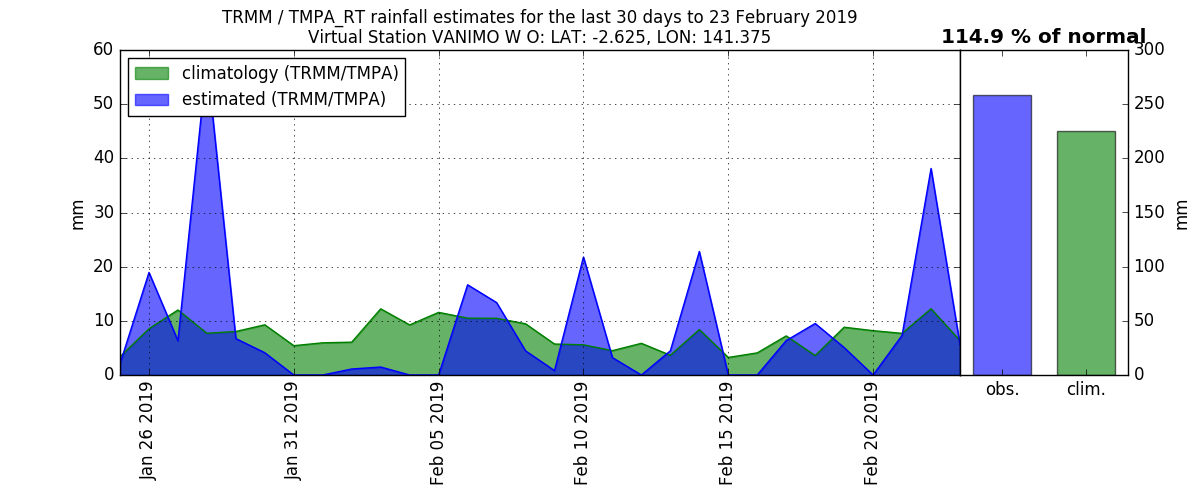 TRMM / TMPA_RT rainfall estimates for the last 30 days to 23 February 2019
Virtual Station VANIMO W O: LAT: -2.625, LON: 141.375
114.9 % of normal
climatology (TRMM/TMPA)
estimated (TRMM/TMPA)
mm
60
50
40
30
20
10
0
Jan 26 2019
Jan 31 2019
Feb 05 2019
Feb 10 2019
Feb 15 2019
Feb 20 2019
obs.
clim.
300
250
200
150
100
50
0
mm